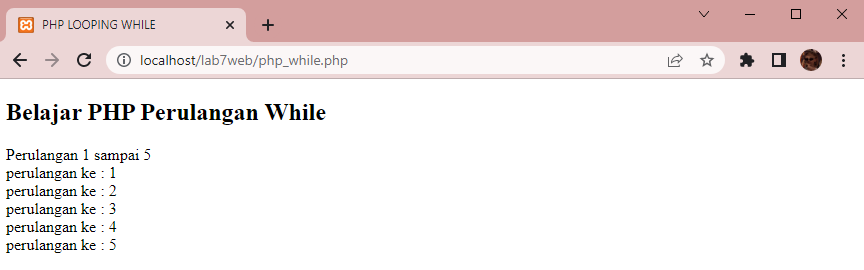 PHP LOOPING WHILE
localhost/lab7web/php_while.php
Belajar PHP Perulangan While
Perulangan 1 sampai 5
perulangan ke : 1
perulangan ke : 2
perulangan ke : 3
perulangan ke : 4
perulangan ke : 5